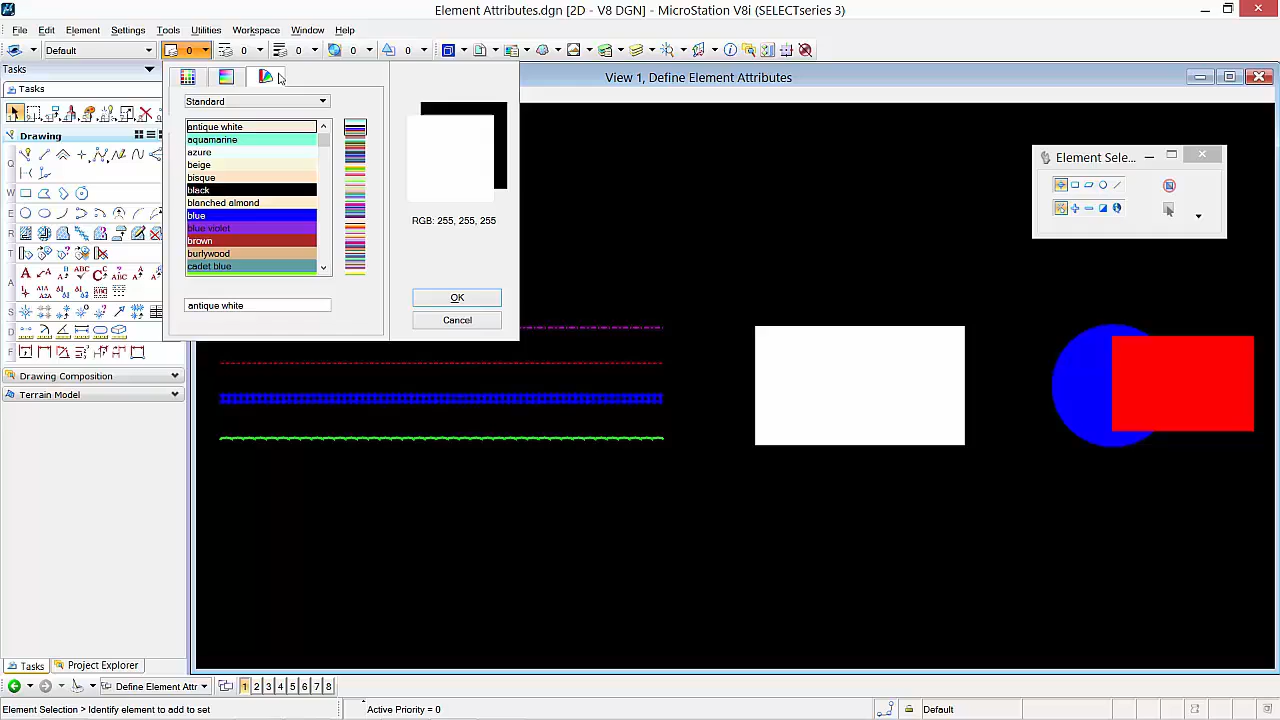 Element Attributes.dgn [2D - V8 DGN] - MicroStation V8i (SELECTseries 3)
File Edit Element Settings Tools Utilities Workspace Window Help
Default 0 0 0 0 0
Tasks
Tasks
View 1, Define Element Attributes
Standard
antique white
aquamarine
azure
beige
bisque
black
blanched almond
blue
blue violet
brown
burlywood
cadet blue
antique white
RGB: 255, 255, 255
OK
Cancel
Element Selec...
Drawing
Q
W
E
R
T
A
S
D
F
Drawing Composition
Terrain Model
Tasks Project Explorer
Define Element Attr 1 2 3 4 5 6 7 8
Element Selection > Identify element to add to set
Active Priority = 0
Default